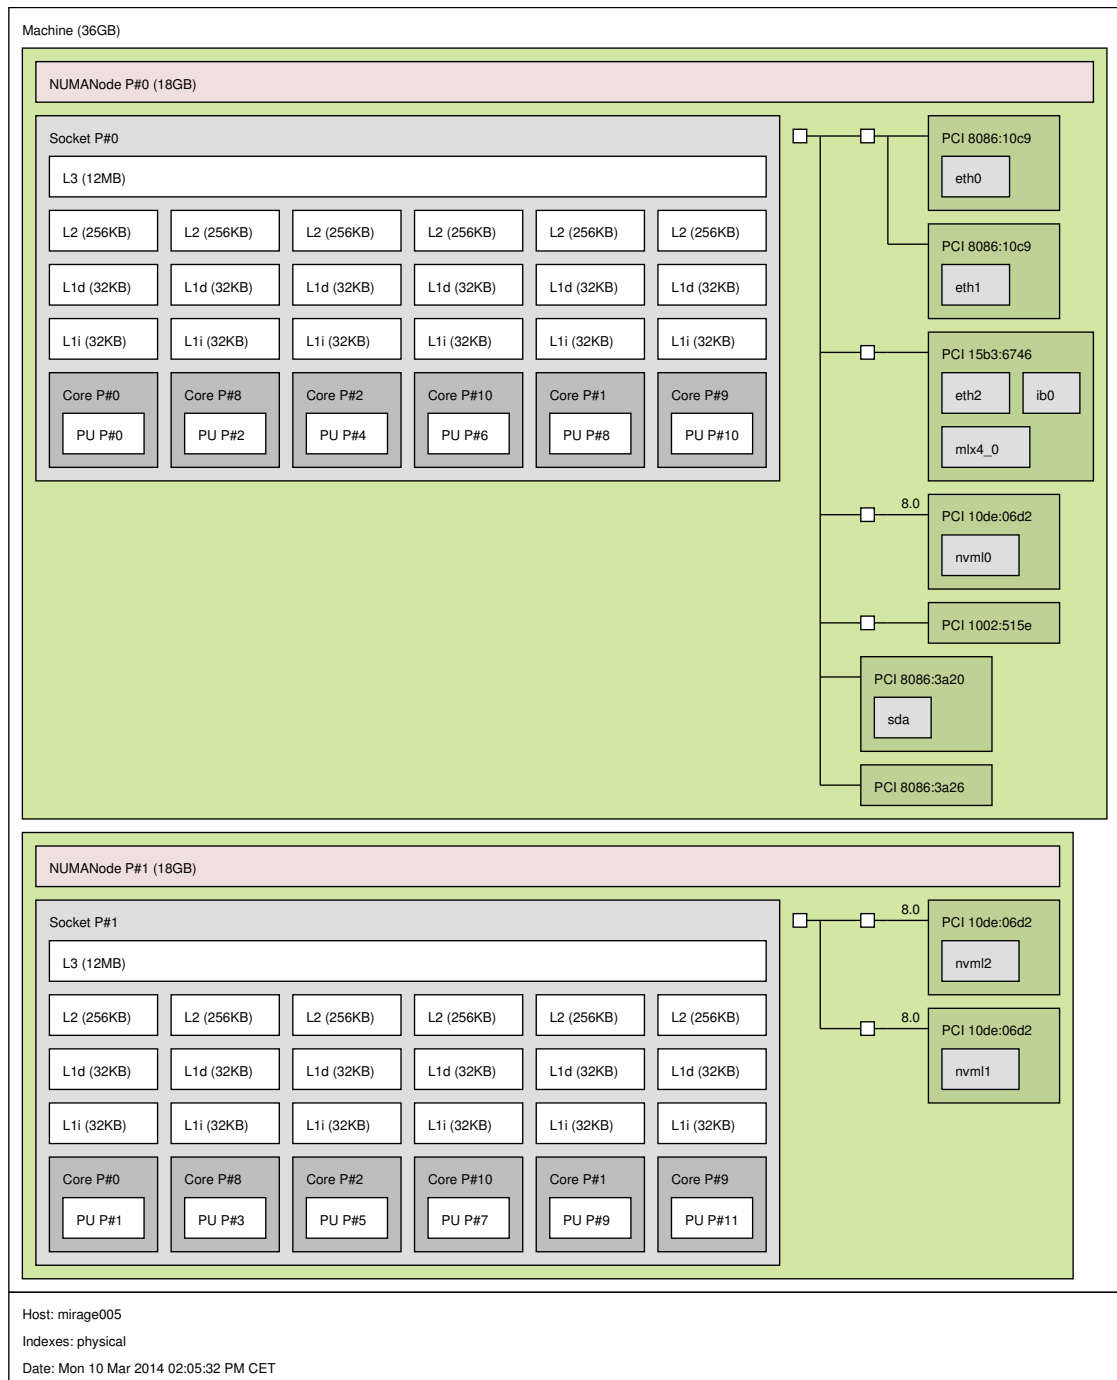 Machine (36GB)
NUMANode P#0 (18GB)
Socket P#0
L3 (12MB)
L2 (256KB) L2 (256KB) L2 (256KB) L2 (256KB) L2 (256KB) L2 (256KB)
L1d (32KB) L1d (32KB) L1d (32KB) L1d (32KB) L1d (32KB) L1d (32KB)
L1i (32KB) L1i (32KB) L1i (32KB) L1i (32KB) L1i (32KB) L1i (32KB)
Core P#0 Core P#8 Core P#2 Core P#10 Core P#1 Core P#9
PU P#0 PU P#2 PU P#4 PU P#6 PU P#8 PU P#10
PCI 8086:10c9
eth0
PCI 8086:10c9
eth1
PCI 15b3:6746
eth2 ib0
mlx4_0
8.0
PCI 10de:06d2
nvml0
PCI 1002:515e
PCI 8086:3a20
sda
PCI 8086:3a26
NUMANode P#1 (18GB)
Socket P#1
L3 (12MB)
L2 (256KB) L2 (256KB) L2 (256KB) L2 (256KB) L2 (256KB) L2 (256KB)
L1d (32KB) L1d (32KB) L1d (32KB) L1d (32KB) L1d (32KB) L1d (32KB)
L1i (32KB) L1i (32KB) L1i (32KB) L1i (32KB) L1i (32KB) L1i (32KB)
Core P#0 Core P#8 Core P#2 Core P#10 Core P#1 Core P#9
PU P#1 PU P#3 PU P#5 PU P#7 PU P#9 PU P#11
8.0
PCI 10de:06d2
nvml2
8.0
PCI 10de:06d2
nvml1
Host: mirage005
Indexes: physical
Date: Mon 10 Mar 2014 02:05:32 PM CET